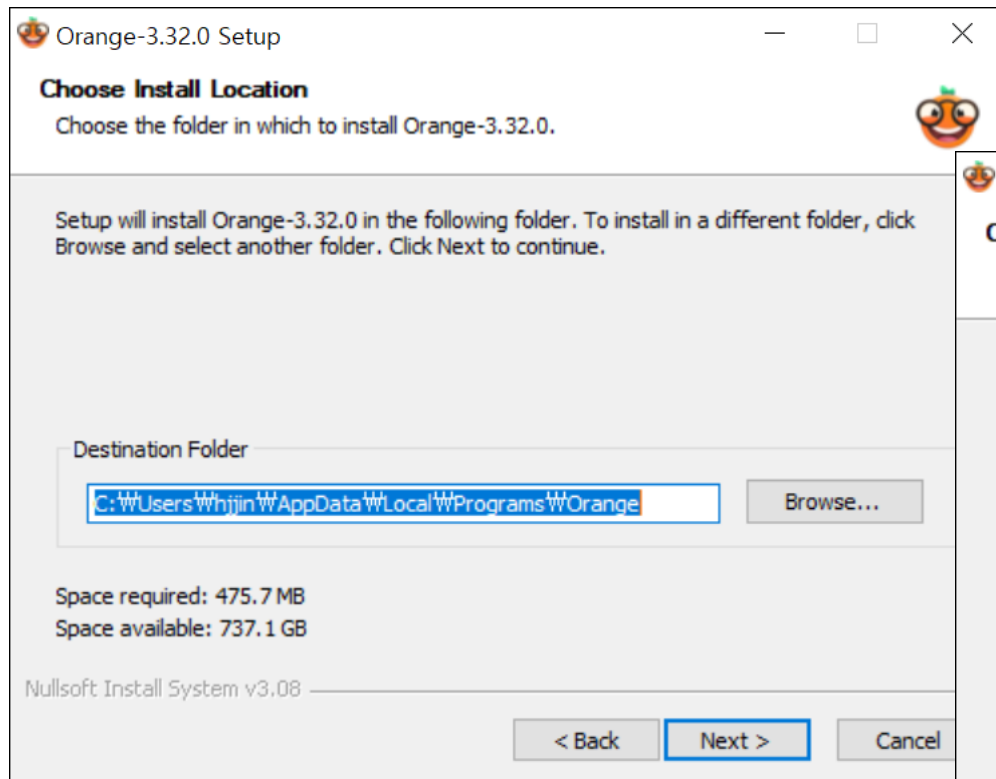 Orange-3.32.0 Setup
Choose Install Location
Choose the folder in which to install Orange-3.32.0.
Setup will install Orange-3.32.0 in the following folder. To install in a different folder, click
Browse and select another folder. Click Next to continue.
Destination Folder
C:₩Users₩hjjin₩AppData₩Local₩Programs₩Orange
Browse...
Space required: 475.7 MB
Space available: 737.1 GB
Nullsoft Install System v3.08
< Back
Next >
Cancel